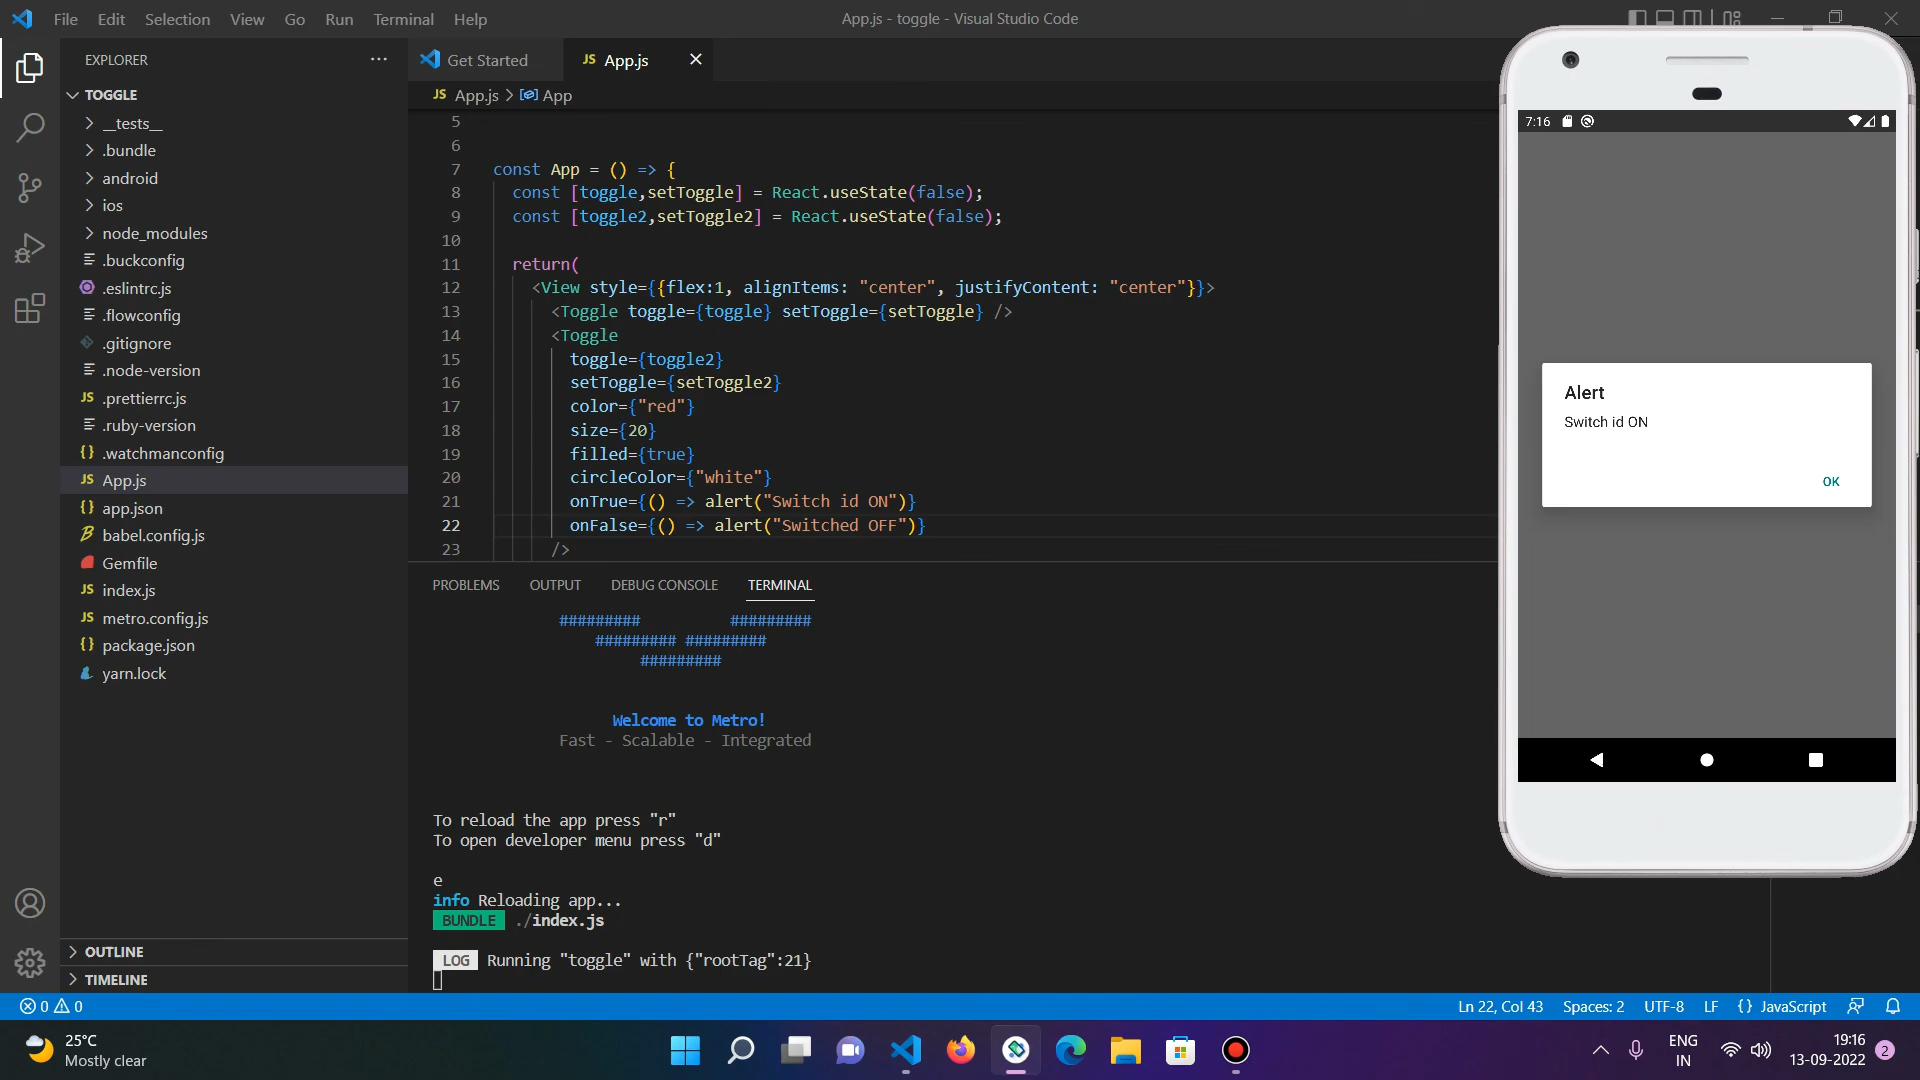 File Edit Selection View Go Run Terminal Help
App.js - toggle - Visual Studio Code
EXPLORER
TOGGLE
__tests__
.bundle
android
ios
node_modules
.buckconfig
.eslintrc.js
.flowconfig
.gitignore
.node-version
JS .prettierrc.js
.ruby-version
{} .watchmanconfig
JS App.js
{} app.json
babel.config.js
Gemfile
JS index.js
JS metro.config.js
{} package.json
yarn.lock
OUTLINE
TIMELINE
Get Started
JS App.js
JS App.js > App
5
6
7 const App = () => {
8 const [toggle,setToggle] = React.useState(false);
9 const [toggle2,setToggle2] = React.useState(false);
10
11 return(
12 <View style={{flex:1, alignItems: "center", justifyContent: "center"}}>
13 <Toggle toggle={toggle} setToggle={setToggle} />
14 <Toggle
15 toggle={toggle2}
16 setToggle={setToggle2}
17 color={"red"}
18 size={20}
19 filled={true}
20 circleColor={"white"}
21 onTrue={() => alert("Switch id ON")}
22 onFalse={() => alert("Switched OFF")}
23 />
PROBLEMS OUTPUT DEBUG CONSOLE TERMINAL
######### #########
######### #########
#########
Welcome to Metro!
Fast - Scalable - Integrated
To reload the app press "r"
To open developer menu press "d"
e
info Reloading app...
BUNDLE ./index.js
LOG Running "toggle" with {"rootTag":21}
7:16
Alert
Switch id ON
OK
0 0
Ln 22, Col 43 Spaces: 2 UTF-8 LF {} JavaScript
25°C
Mostly clear
ENG
IN
19:16
13-09-2022
2